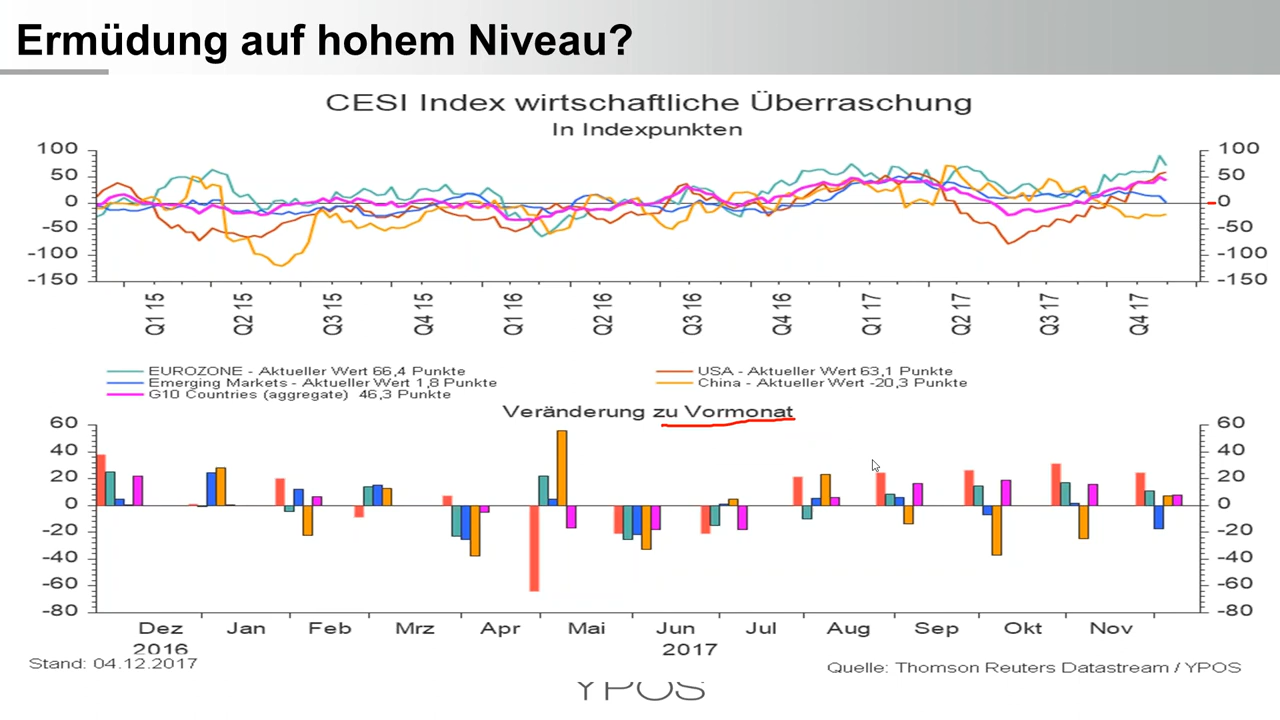 Ermüdung auf hohem Niveau?
CESI Index wirtschaftliche Überraschung
In Indexpunkten
100 100
50 50
0 0
-50 -50
-100 -100
-150 -150
Q1 15 Q2 15 Q3 15 Q4 15 Q1 16 Q2 16 Q3 16 Q4 16 Q1 17 Q2 17 Q3 17 Q4 17
EUROZONE - Aktueller Wert 66,4 Punkte USA - Aktueller Wert 63,1 Punkte
Emerging Markets - Aktueller Wert 1,8 Punkte China - Aktueller Wert -20,3 Punkte
G10 Countries (aggregate) 46,3 Punkte
Veränderung zu Vormonat
60 60
40 40
20 20
0 0
-20 -20
-40 -40
-60 -60
-80 -80
Dez Jan Feb Mrz Apr Mai Jun Jul Aug Sep Okt Nov
2016 2017
Stand: 04.12.2017 Quelle: Thomson Reuters Datastream / YPOS
YPOS